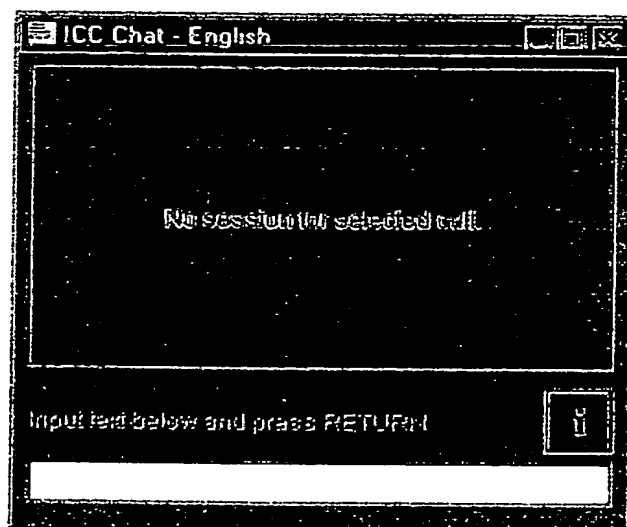 ICC_Chat - English
No session for selected call.
Input text below and press RETURN
i